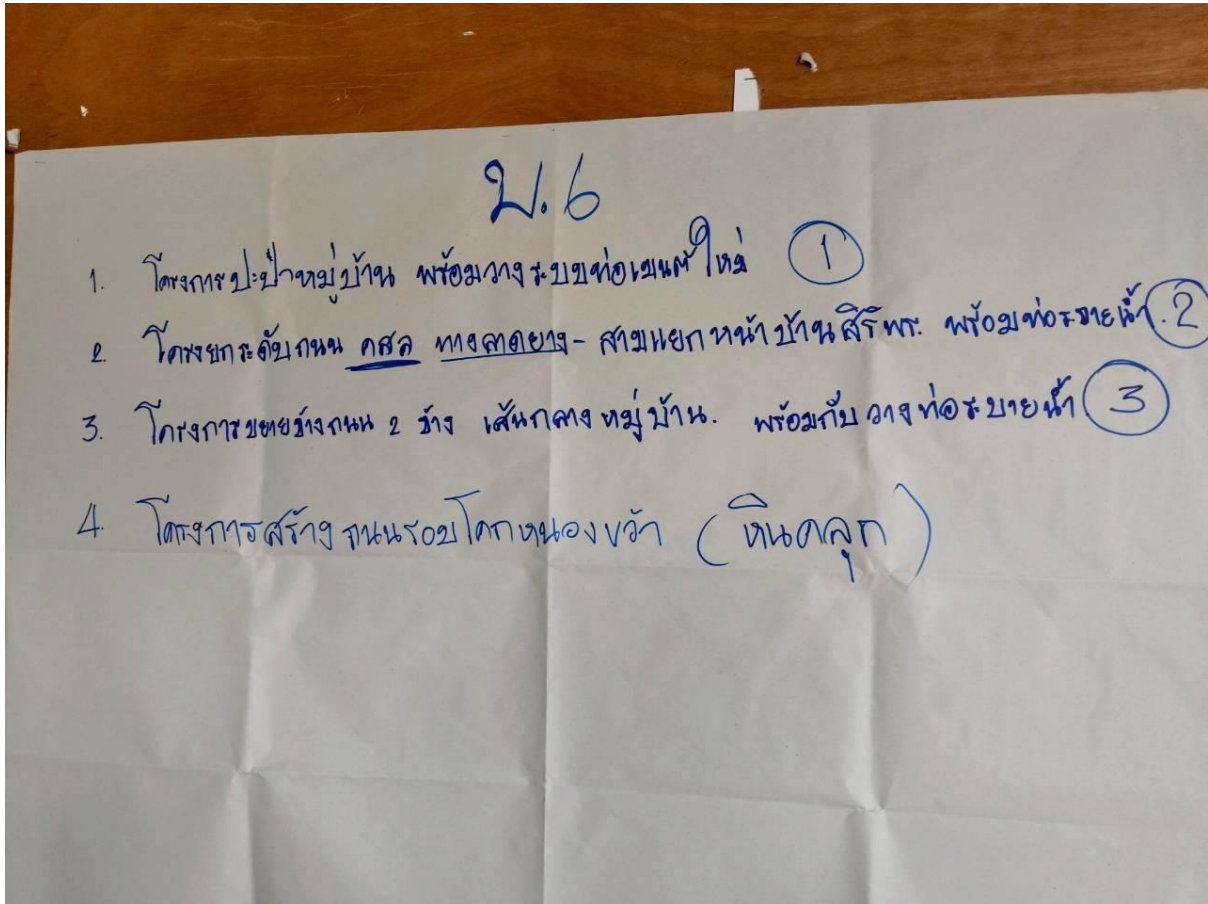 ม.6
1. โครงการปะปาหมู่บ้าน พร้อมวางระบบท่อเมนต์ใหม่ 1
2. โครงยกระดับถนน คสล ทางลาดยาง - สามแยกหน้าบ้านสิริพร. พร้อมท่อระบายน้ำ. 2
3. โครงการขยายข้างถนน 2 ข้าง เส้นกลางหมู่บ้าน. พร้อมกับวางท่อระบายน้ำ 3
4. โครงการสร้างถนนรอบโคกหนองขว้า (หินคลุก)